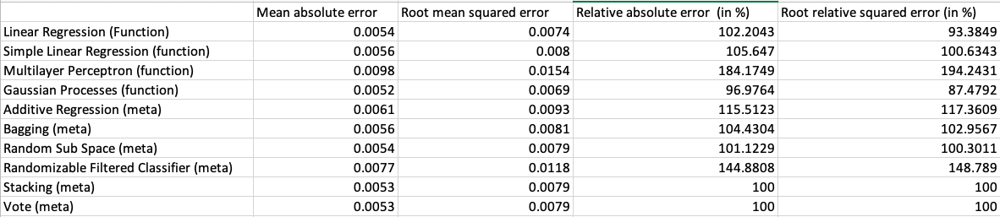 Mean absolute error Root mean squared error Relative absolute error (in %) Root relative squared error (in %)
Linear Regression (Function) 0.0054 0.0074 102.2043 93.3849
Simple Linear Regression (function) 0.0056 0.008 105.647 100.6343
Multilayer Perceptron (function) 0.0098 0.0154 184.1749 194.2431
Gaussian Processes (function) 0.0052 0.0069 96.9764 87.4792
Additive Regression (meta) 0.0061 0.0093 115.5123 117.3609
Bagging (meta) 0.0056 0.0081 104.4304 102.9567
Random Sub Space (meta) 0.0054 0.0079 101.1229 100.3011
Randomizable Filtered Classifier (meta) 0.0077 0.0118 144.8808 148.789
Stacking (meta) 0.0053 0.0079 100 100
Vote (meta) 0.0053 0.0079 100 100